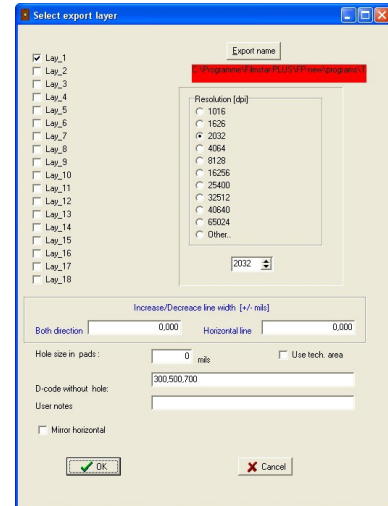 Select export layer
Export name
C:\Programme\Filmstar-PLUS\FP-new\programs\1
Lay_1
Lay_2
Lay_3
Lay_4
Lay_5
Lay_6
Lay_7
Lay_8
Lay_9
Lay_10
Lay_11
Lay_12
Lay_13
Lay_14
Lay_15
Lay_16
Lay_17
Lay_18
Resolution [dpi]
1016
1626
2032
4064
8128
16256
25400
32512
40640
65024
Other..
2032
Increase/Decreace line width [+/- mils]
Both direction 0,000 Horizontal line 0,000
Hole size in pads : 0 mils Use tech. area
D-code without hole: 300,500,700
User notes
Mirror horizontal
OK Cancel